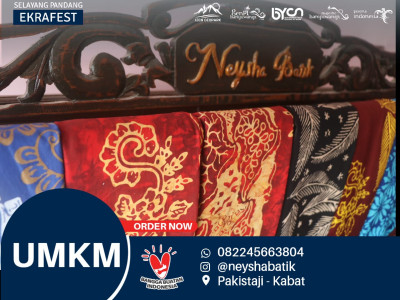 SELAYANG PANDANG
EKRAFEST
Neysha Batik
ORDER NOW
UMKM
BANGGA BUATAN
INDONESIA
082245663804
@neyshabatik
Pakistaji - Kabat